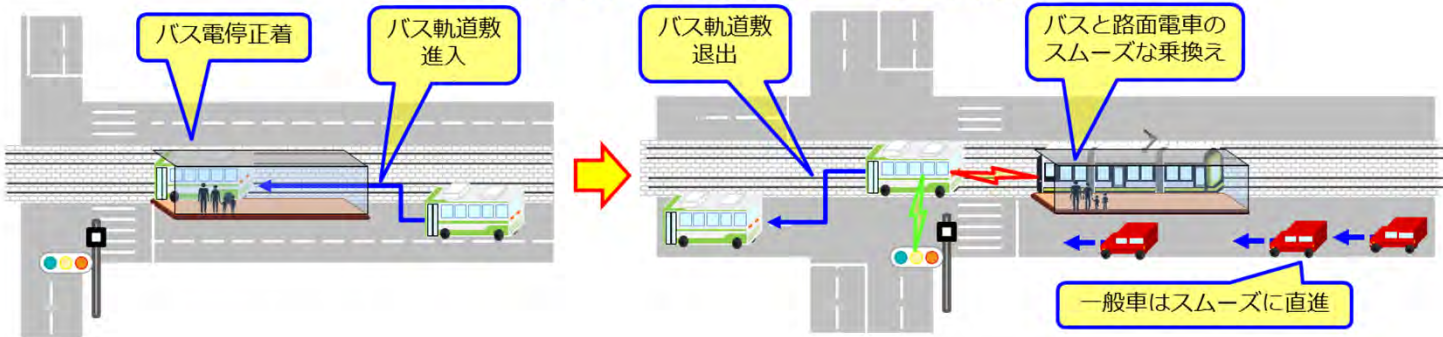 バス電停正着
バス軌道敷
進入
バス軌道敷
退出
バスと路面電車の
スムーズな乗換え
一般車はスムーズに直進